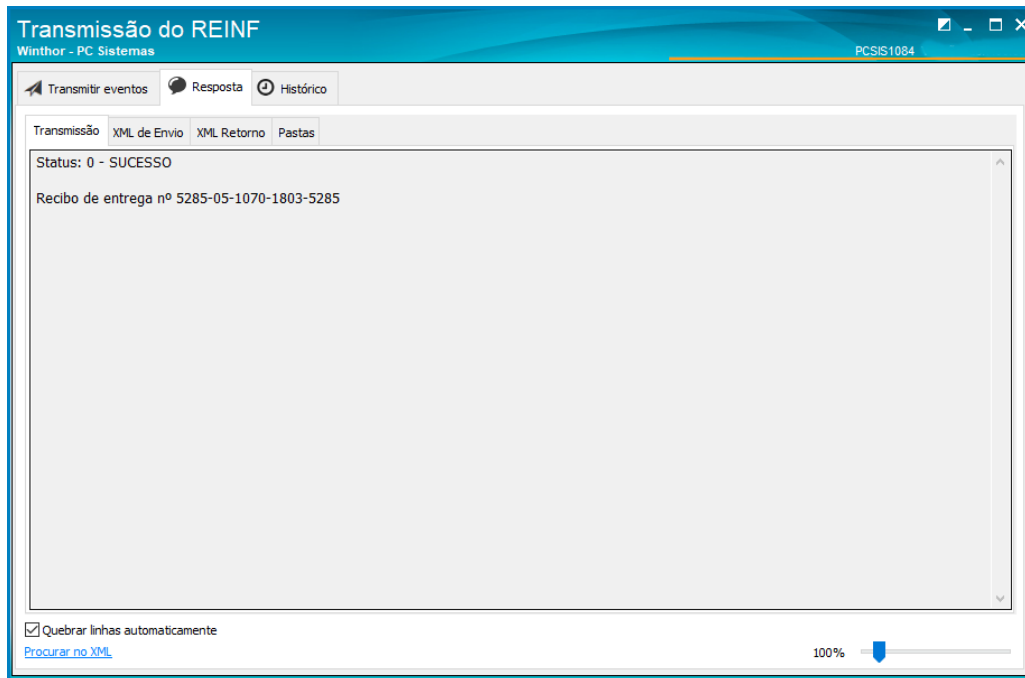 Transmissão do REINF
Winthor - PC Sistemas
PCSIS1084
Transmitir eventos
Resposta
Histórico
Transmissão
XML de Envio
XML Retorno
Pastas
Status: 0 - SUCESSO
Recibo de entrega nº 5285-05-1070-1803-5285
Quebrar linhas automaticamente
Procurar no XML
100%